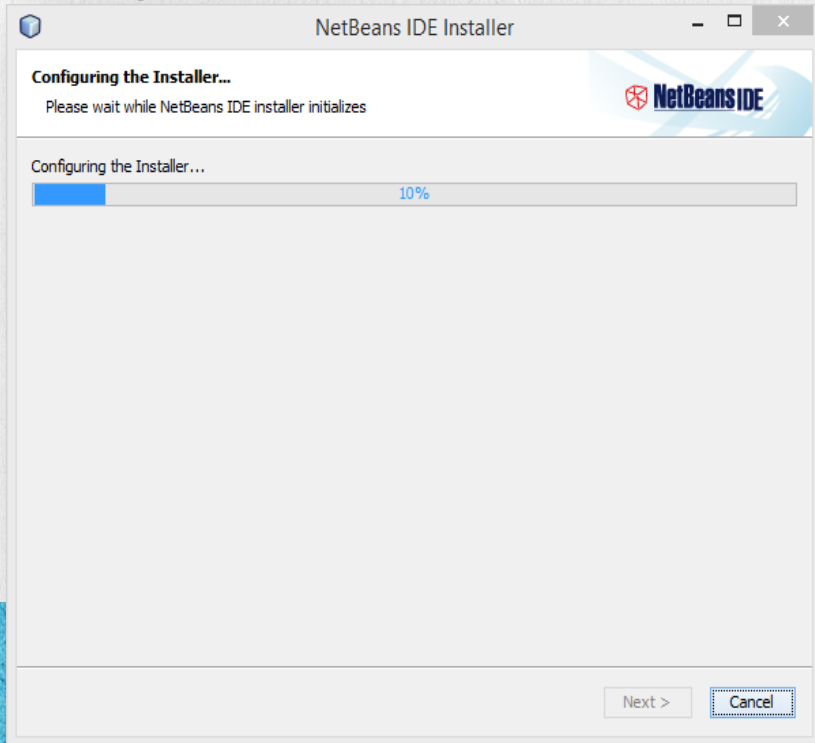 NetBeans IDE Installer
Configuring the Installer...
Please wait while NetBeans IDE installer initializes
NetBeans IDE
Configuring the Installer...
10%
Next >
Cancel